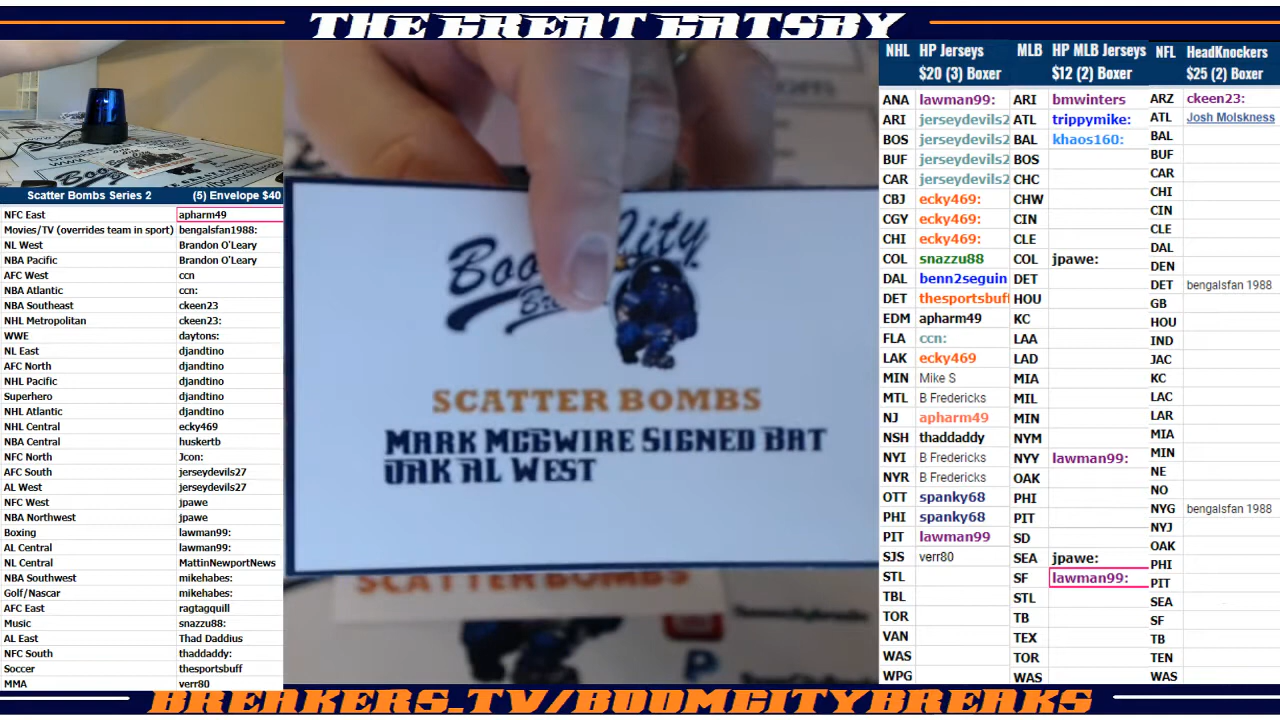 THE GREAT GATSBY
Scatter Bombs Series 2 (5) Envelope $40
NFC East apharm49
Movies/TV (overrides team in sport) bengalsfan1988:
NL West Brandon O'Leary
NBA Pacific Brandon O'Leary
AFC West ccn
NBA Atlantic ccn:
NBA Southeast ckeen23
NHL Metropolitan ckeen23:
WWE daytons:
NL East djandtino
AFC North djandtino
NHL Pacific djandtino
Superhero djandtino
NHL Atlantic djandtino
NHL Central ecky469
NBA Central huskertb
NFC North Jcon:
AFC South jerseydevils27
AL West jerseydevils27
NFC West jpawe
NBA Northwest jpawe
Boxing lawman99:
AL Central lawman99:
NL Central MattinNewportNews
NBA Southwest mikehabes:
Golf/Nascar mikehabes:
AFC East ragtagquill
Music snazzu88:
AL East Thad Daddius
NFC South thaddaddy:
Soccer thesportsbuff
MMA verr80
SCATTER BOMBS
MARK MCGWIRE SIGNED BAT
OAK AL WEST
SCATTER BOMBS
NHL HP Jerseys
$20 (3) Boxer
ANA lawman99:
ARI jerseydevils2
BOS jerseydevils2
BUF jerseydevils2
CAR jerseydevils2
CBJ ecky469:
CGY ecky469:
CHI ecky469:
COL snazzu88
DAL benn2seguin
DET thesportsbuff
EDM apharm49
FLA ccn:
LAK ecky469
MIN Mike S
MTL B Fredericks
NJ apharm49
NSH thaddaddy
NYI B Fredericks
NYR B Fredericks
OTT spanky68
PHI spanky68
PIT lawman99
SJS verr80
STL
TBL
TOR
VAN
WAS
WPG
MLB HP MLB Jerseys
$12 (2) Boxer
ARI bmwinters
ATL trippymike:
BAL khaos160:
BOS
CHC
CHW
CIN
CLE
COL jpawe:
DET
HOU
KC
LAA
LAD
MIA
MIL
MIN
NYM
NYY lawman99:
OAK
PHI
PIT
SD
SEA jpawe:
SF lawman99:
STL
TB
TEX
TOR
WAS
NFL HeadKnockers
$25 (2) Boxer
ARZ ckeen23:
ATL Josh Molskness
BAL
BUF
CAR
CHI
CIN
CLE
DAL
DEN
DET bengalsfan 1988
GB
HOU
IND
JAC
KC
LAC
LAR
MIA
MIN
NE
NO
NYG bengalsfan 1988
NYJ
OAK
PHI
PIT
SEA
SF
TB
TEN
WAS
BREAKERS.TV/BOOMCITYBREAKS